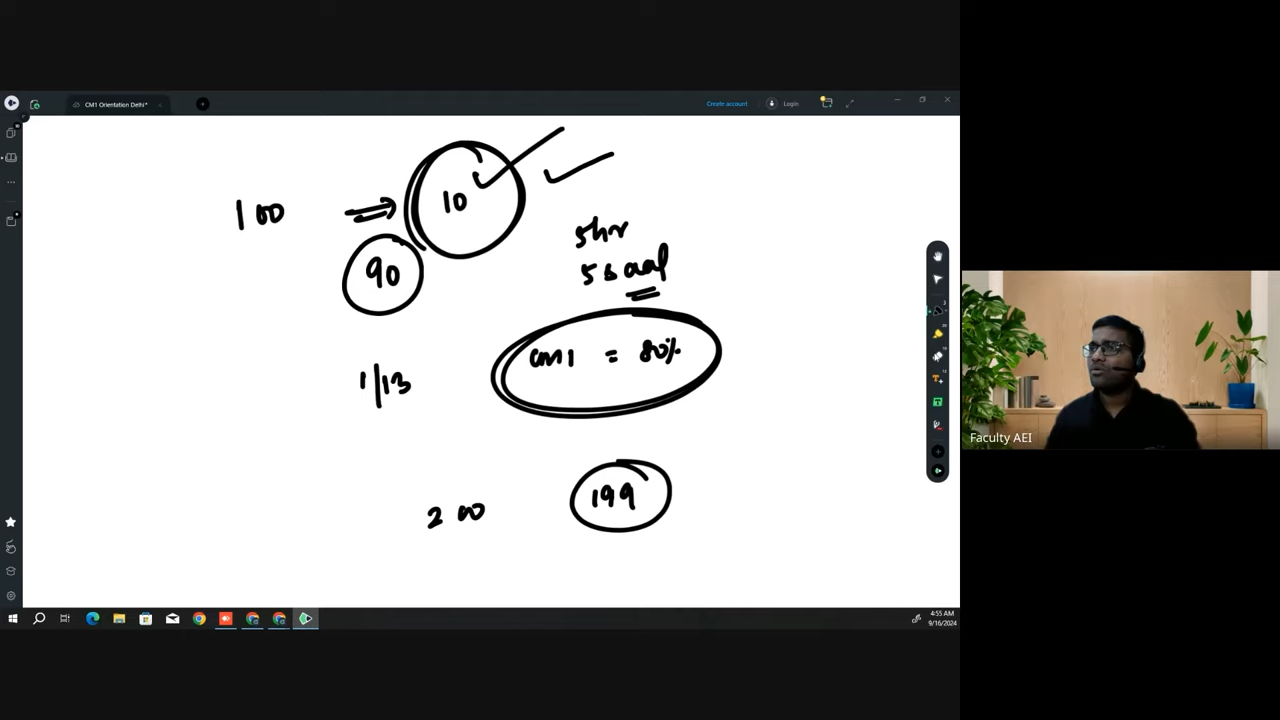 CM1 Orientation Delhi*
Create account
Login
100
10
90
5hr
5 saal
CM1 = 80%
1/13
200
199
Faculty AEI
4:55 AM
9/16/2024